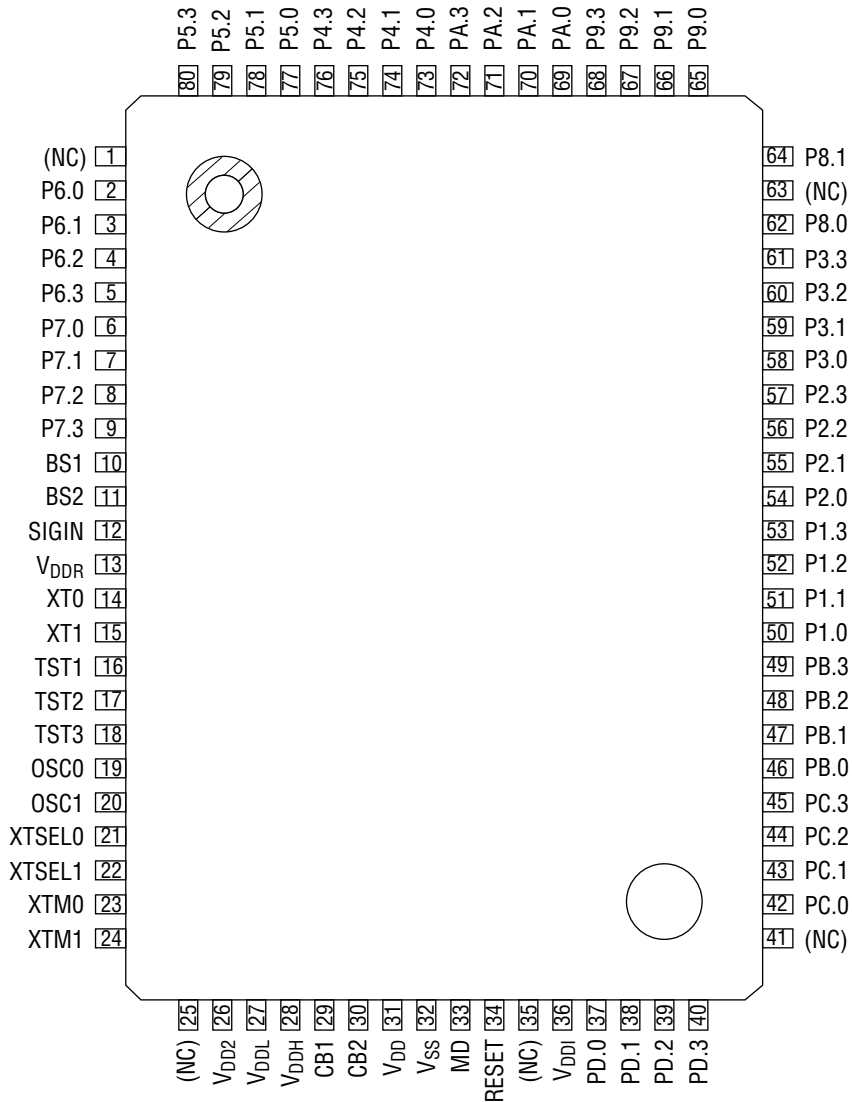 P5.3 P5.2 P5.1 P5.0 P4.3 P4.2 P4.1 P4.0 PA.3 PA.2 PA.1 PA.0 P9.3 P9.2 P9.1 P9.0
80 79 78 77 76 75 74 73 72 71 70 69 68 67 66 65
(NC) 1
P6.0 2
P6.1 3
P6.2 4
P6.3 5
P7.0 6
P7.1 7
P7.2 8
P7.3 9
BS1 10
BS2 11
SIGIN 12
VDDR 13
XT0 14
XT1 15
TST1 16
TST2 17
TST3 18
OSC0 19
OSC1 20
XTSEL0 21
XTSEL1 22
XTM0 23
XTM1 24
64 P8.1
63 (NC)
62 P8.0
61 P3.3
60 P3.2
59 P3.1
58 P3.0
57 P2.3
56 P2.2
55 P2.1
54 P2.0
53 P1.3
52 P1.2
51 P1.1
50 P1.0
49 PB.3
48 PB.2
47 PB.1
46 PB.0
45 PC.3
44 PC.2
43 PC.1
42 PC.0
41 (NC)
25 26 27 28 29 30 31 32 33 34 35 36 37 38 39 40
(NC) VDD2 VDDL VDDH CB1 CB2 VDD VSS MD RESET (NC) VDDI PD.0 PD.1 PD.2 PD.3